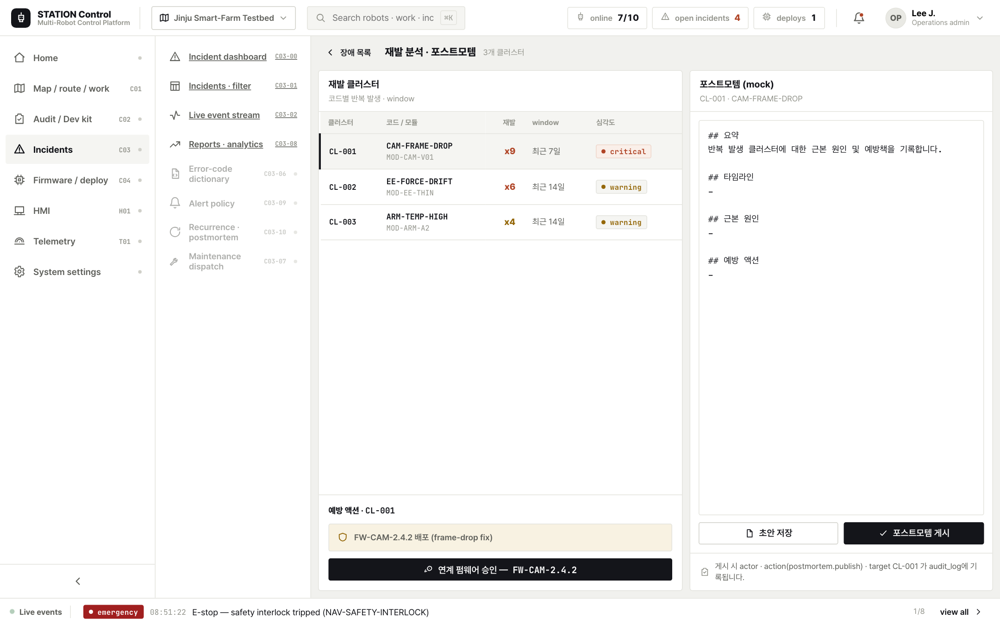 STATION Control
Multi-Robot Control Platform
Jinju Smart-Farm Testbed
Search robots · work · inc
⌘K
online 7/10
open incidents 4
deploys 1
OP
Lee J.
Operations admin
Home
Map / route / work C01
Audit / Dev kit C02
Incidents C03
Firmware / deploy C04
HMI H01
Telemetry T01
System settings
Incident dashboard C03-00
Incidents · filter C03-01
Live event stream C03-02
Reports · analytics C03-08
Error-code
dictionary C03-06
Alert policy C03-09
Recurrence ·
postmortem C03-10
Maintenance
dispatch C03-07
장애 목록
재발 분석 · 포스트모템 3개 클러스터
재발 클러스터
코드별 반복 발생 · window
클러스터 코드 / 모듈 재발 window 심각도
CL-001 CAM-FRAME-DROP x9 최근 7일 critical
MOD-CAM-V01
CL-002 EE-FORCE-DRIFT x6 최근 14일 warning
MOD-EE-THIN
CL-003 ARM-TEMP-HIGH x4 최근 14일 warning
MOD-ARM-A2
예방 액션 · CL-001
FW-CAM-2.4.2 배포 (frame-drop fix)
연계 펌웨어 승인 — FW-CAM-2.4.2
포스트모템 (mock)
CL-001 · CAM-FRAME-DROP
## 요약
반복 발생 클러스터에 대한 근본 원인 및 예방책을 기록합니다.
## 타임라인
-
## 근본 원인
-
## 예방 액션
-
초안 저장
포스트모템 게시
게시 시 actor · action(postmortem.publish) · target CL-001 가 audit_log에 기
록됩니다.
Live events
emergency 08:51:22 E-stop — safety interlock tripped (NAV-SAFETY-INTERLOCK)
1/8
view all